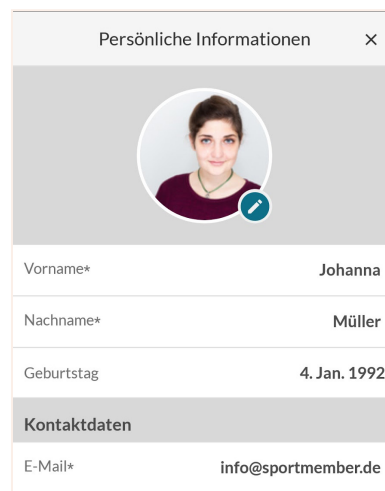 Persönliche Informationen ×
Vorname* Johanna
Nachname* Müller
Geburtstag 4. Jan. 1992
Kontaktdaten
E-Mail* info@sportmember.de